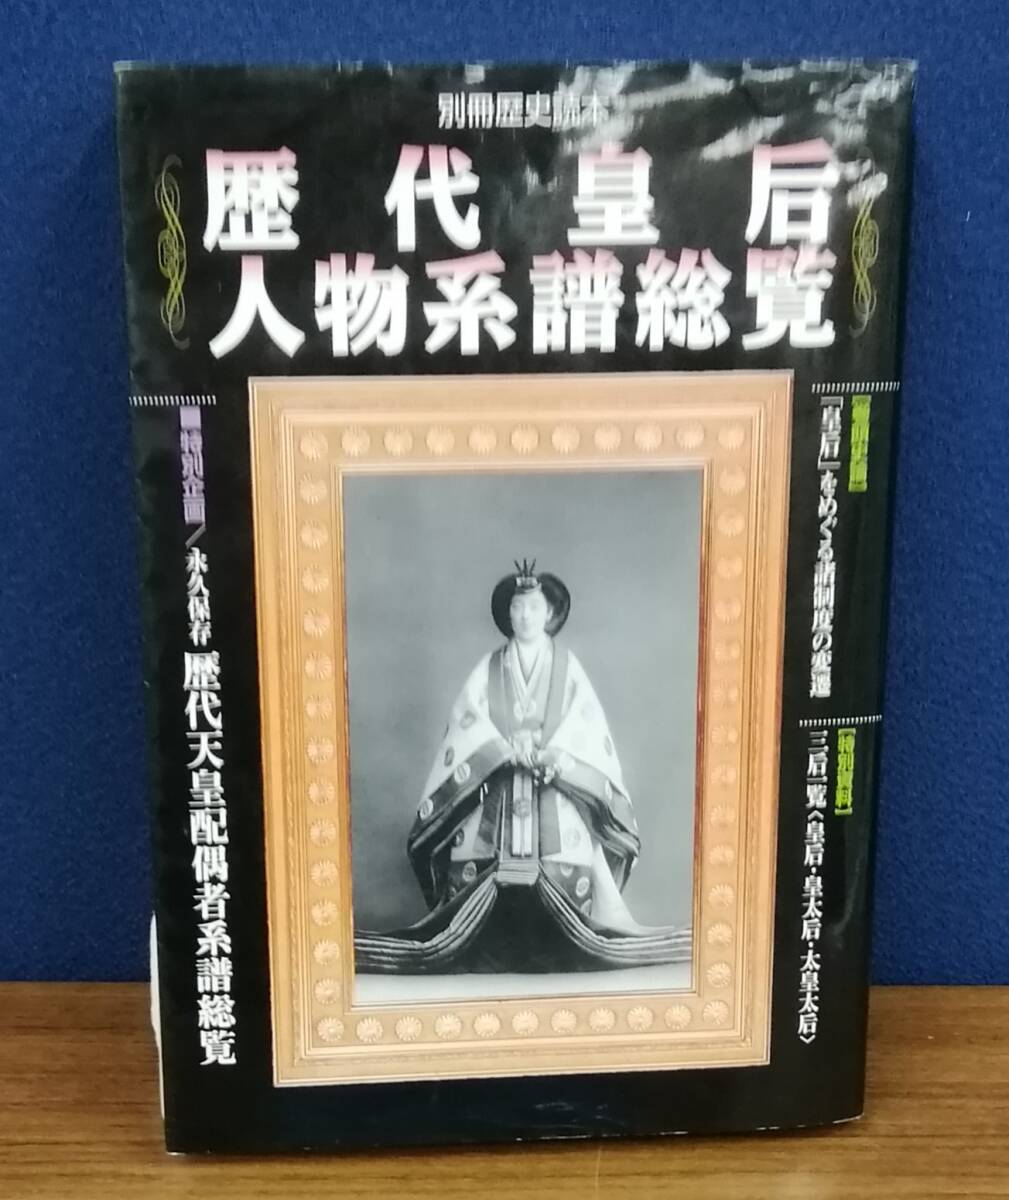 別冊歴史読本
歴代皇后
人物系譜総覧
「皇后」をめぐる諸制度の変遷
【特別資料】
三后一覧〈皇后・皇太后・太皇太后〉
■特別企画／永久保存 歴代天皇配偶者系譜総覧